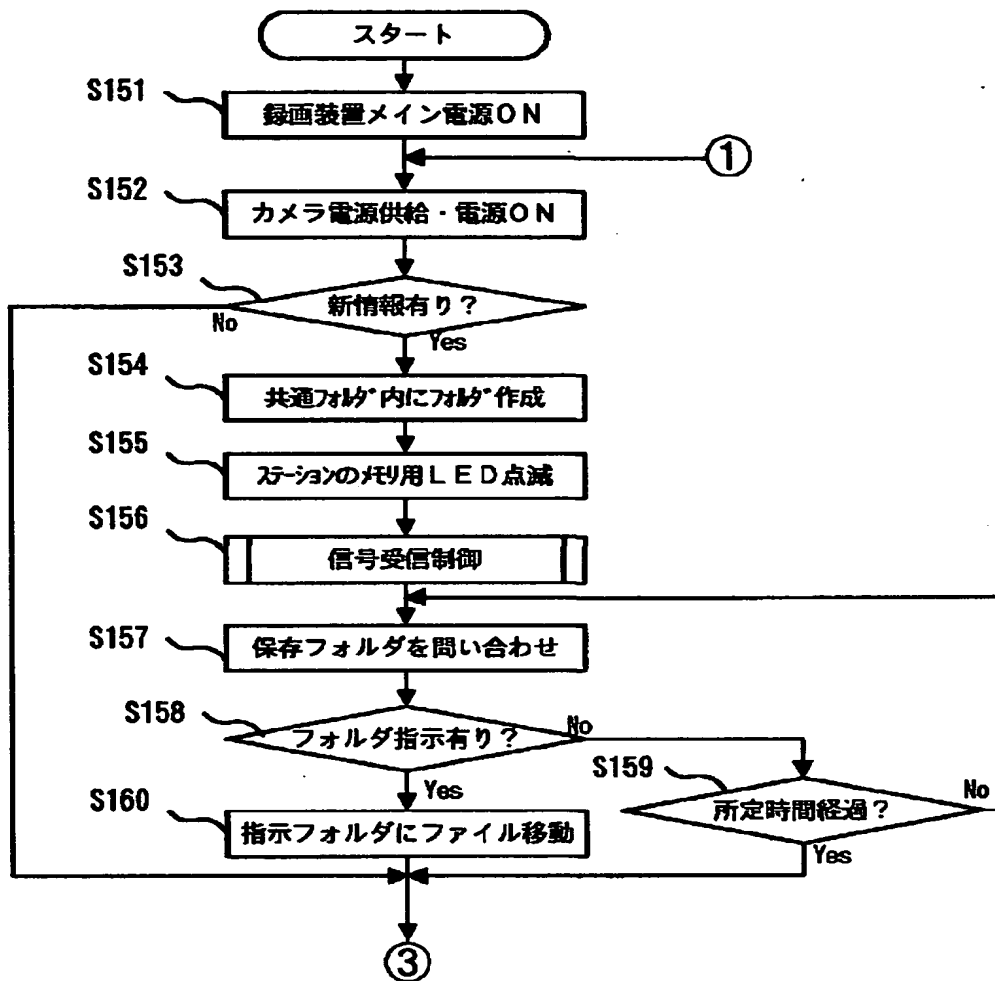 スタート
S151
録画装置メイン電源ON
①
S152
カメラ電源供給・電源ON
S153
新情報有り?
No
Yes
S154
共通フォルダ内にフォルダ作成
S155
ステーションのメモリ用LED点滅
S156
信号受信制御
S157
保存フォルダを問い合わせ
S158
フォルダ指示有り?
No
Yes
S159
所定時間経過?
No
Yes
S160
指示フォルダにファイル移動
③